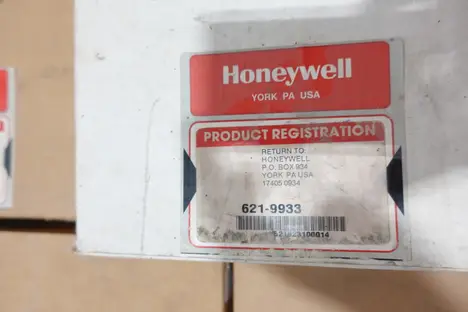 Honeywell
YORK PA USA
PRODUCT REGISTRATION
RETURN TO:
HONEYWELL
P.O. BOX 934
YORK PA USA
17405 0934
621-9933